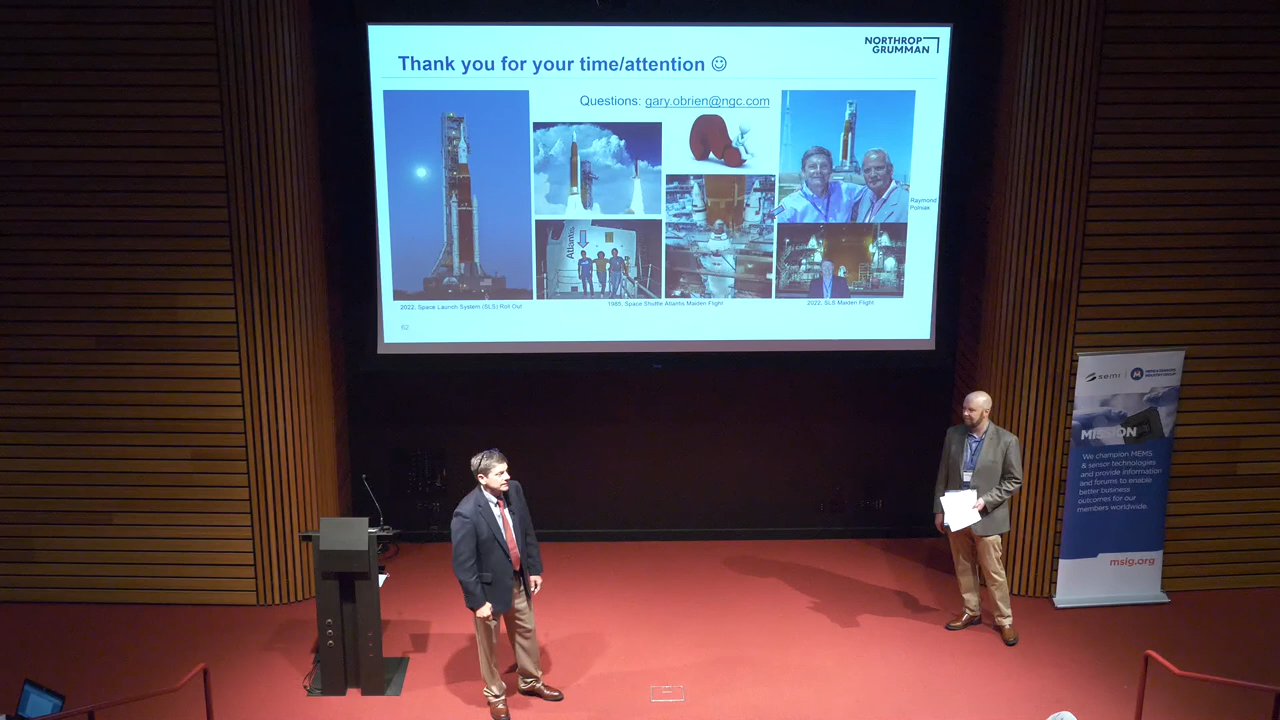 NORTHROP
GRUMMAN
Thank you for your time/attention ☺
Questions: gary.obrien@ngc.com
Raymond
Polniak
Atlantis
2022, Space Launch System (SLS) Roll Out
1985, Space Shuttle Atlantis Maiden Flight
2022, SLS Maiden Flight
62
semi
MISSION
We champion MEMS
& sensor technologies
and provide information
and forums to enable
better business
outcomes for our
members worldwide.
msig.org